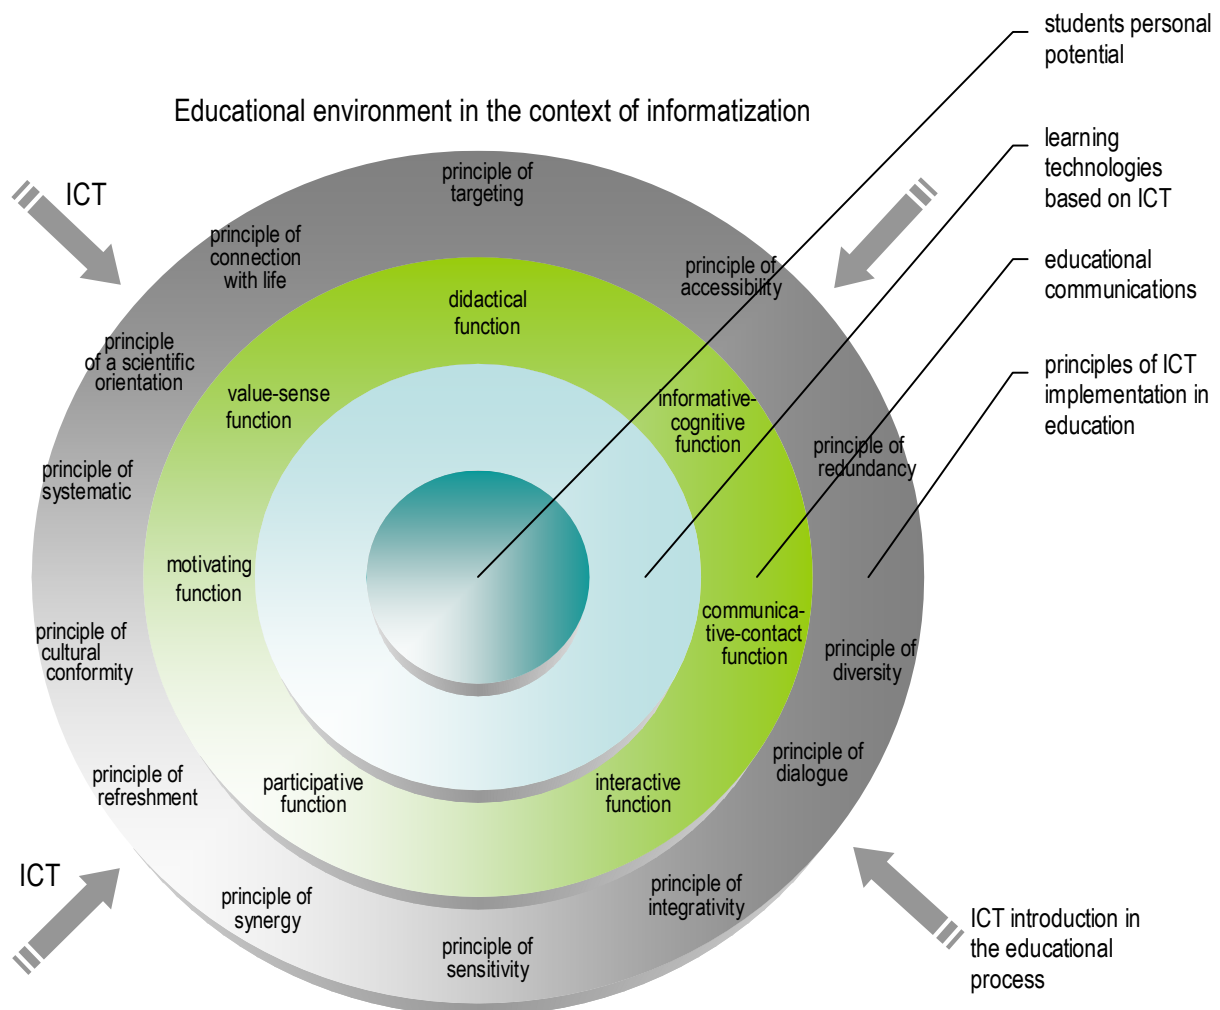 students personal
potential
Educational environment in the context of informatization
learning
technologies
based on ICT
ICT
principle of
targeting
principle of
connection
with life
principle of
accessibility
educational
communications
didactical
function
principle
of a scientific
orientation
principles of ICT
implementation in
education
value-sense
function
informative-
cognitive
function
principle of
redundancy
principle of
systematic
motivating
function
communica-
tive-contact
function
principle of
cultural
conformity
principle of
diversity
principle of
dialogue
principle of
refreshment
participative
function
interactive
function
ICT
principle of
synergy
principle of
integrativity
principle of
sensitivity
ICT introduction in
the educational
process